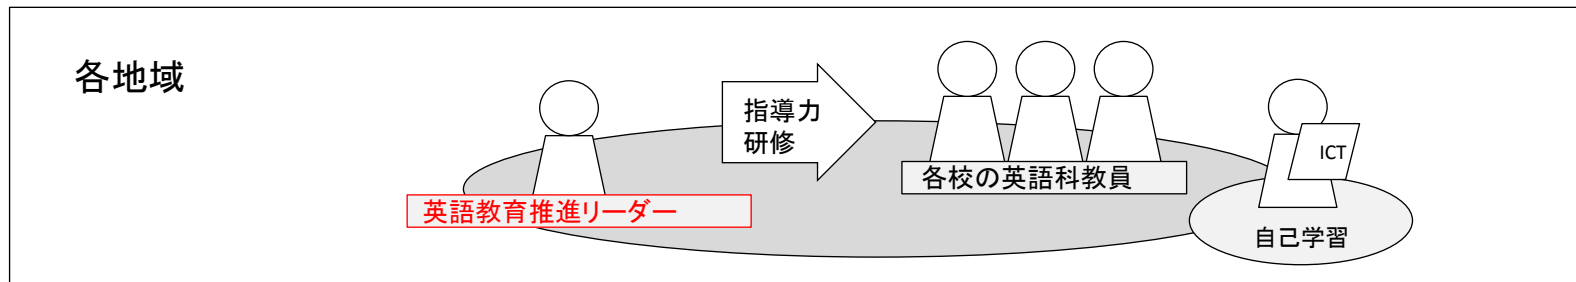 各地域
指導力
研修
英語教育推進リーダー
各校の英語科教員
ICT
自己学習